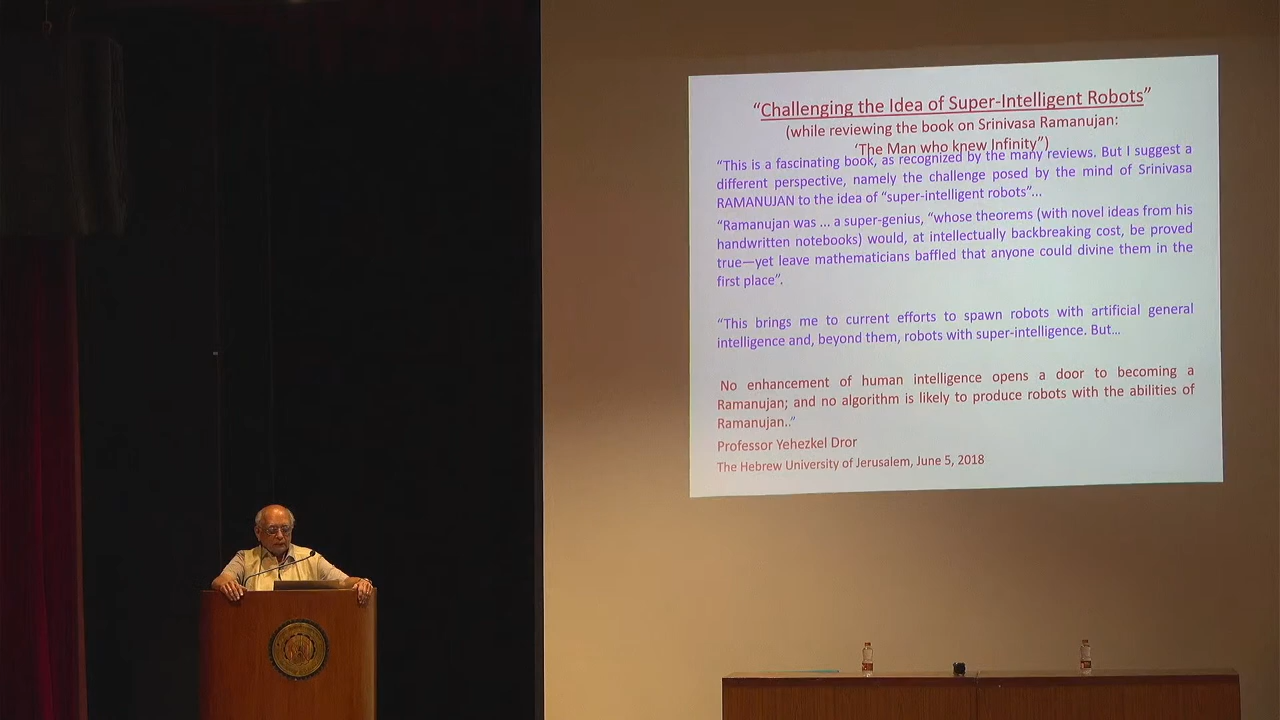 “Challenging the Idea of Super-Intelligent Robots”
(while reviewing the book on Srinivasa Ramanujan:
‘The Man who knew Infinity”)
“This is a fascinating book, as recognized by the many reviews. But I suggest a
different perspective, namely the challenge posed by the mind of Srinivasa
RAMANUJAN to the idea of “super-intelligent robots”...
“Ramanujan was ... a super-genius, “whose theorems (with novel ideas from his
handwritten notebooks) would, at intellectually backbreaking cost, be proved
true—yet leave mathematicians baffled that anyone could divine them in the
first place”.
“This brings me to current efforts to spawn robots with artificial general
intelligence and, beyond them, robots with super-intelligence. But...
No enhancement of human intelligence opens a door to becoming a
Ramanujan; and no algorithm is likely to produce robots with the abilities of
Ramanujan..”
Professor Yehezkel Dror
The Hebrew University of Jerusalem, June 5, 2018